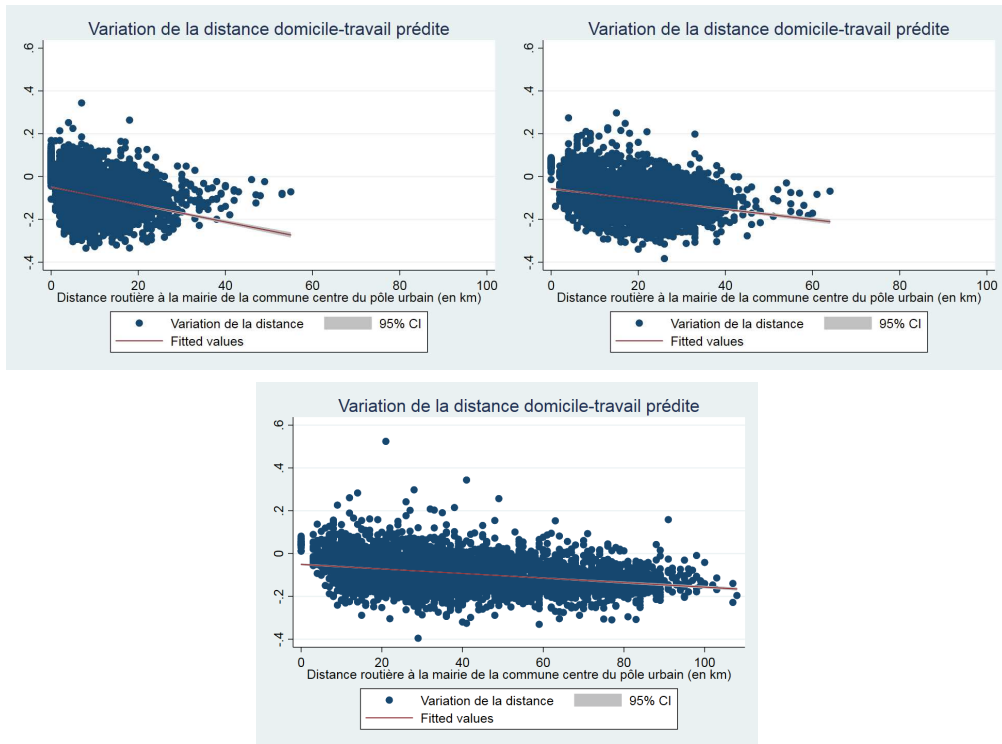 Variation de la distance domicile-travail prédite
.6
.4
.2
0
-.2
-.4
0 20 40 60 80 100
Distance routière à la mairie de la commune centre du pôle urbain (en km)
Variation de la distance 95% CI
Fitted values
Variation de la distance domicile-travail prédite
.6
.4
.2
0
-.2
-.4
0 20 40 60 80 100
Distance routière à la mairie de la commune centre du pôle urbain (en km)
Variation de la distance 95% CI
Fitted values
Variation de la distance domicile-travail prédite
.6
.4
.2
0
-.2
-.4
0 20 40 60 80 100
Distance routière à la mairie de la commune centre du pôle urbain (en km)
Variation de la distance 95% CI
Fitted values